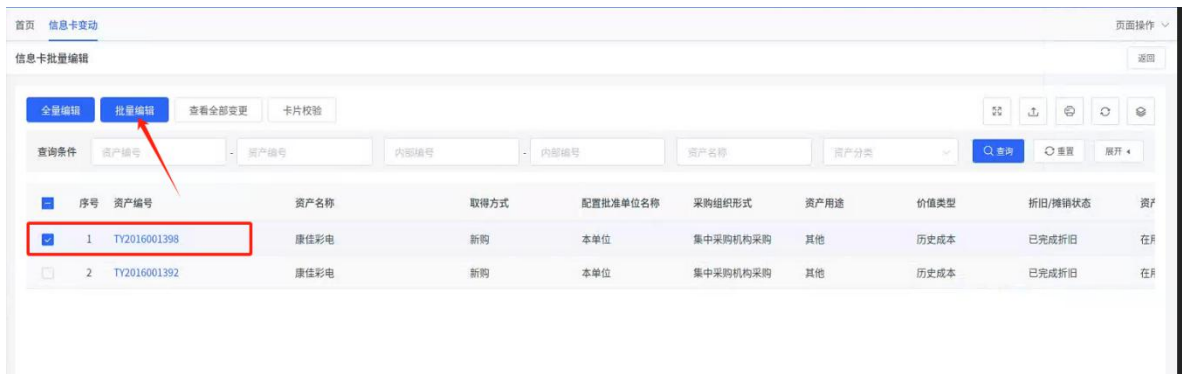 首页 信息卡变动 页面操作
信息卡批量编辑 返回
全量编辑 批量编辑 查看全部变更 卡片校验
查询条件 资产编号 - 资产编号 内部编号 - 内部编号 资产名称 资产分类 查询 重置 展开
序号 资产编号 资产名称 取得方式 配置批准单位名称 采购组织形式 资产用途 价值类型 折旧/摊销状态 资产
1 TY2016001398 康佳彩电 新购 本单位 集中采购机构采购 其他 历史成本 已完成折旧 在用
2 TY2016001392 康佳彩电 新购 本单位 集中采购机构采购 其他 历史成本 已完成折旧 在用